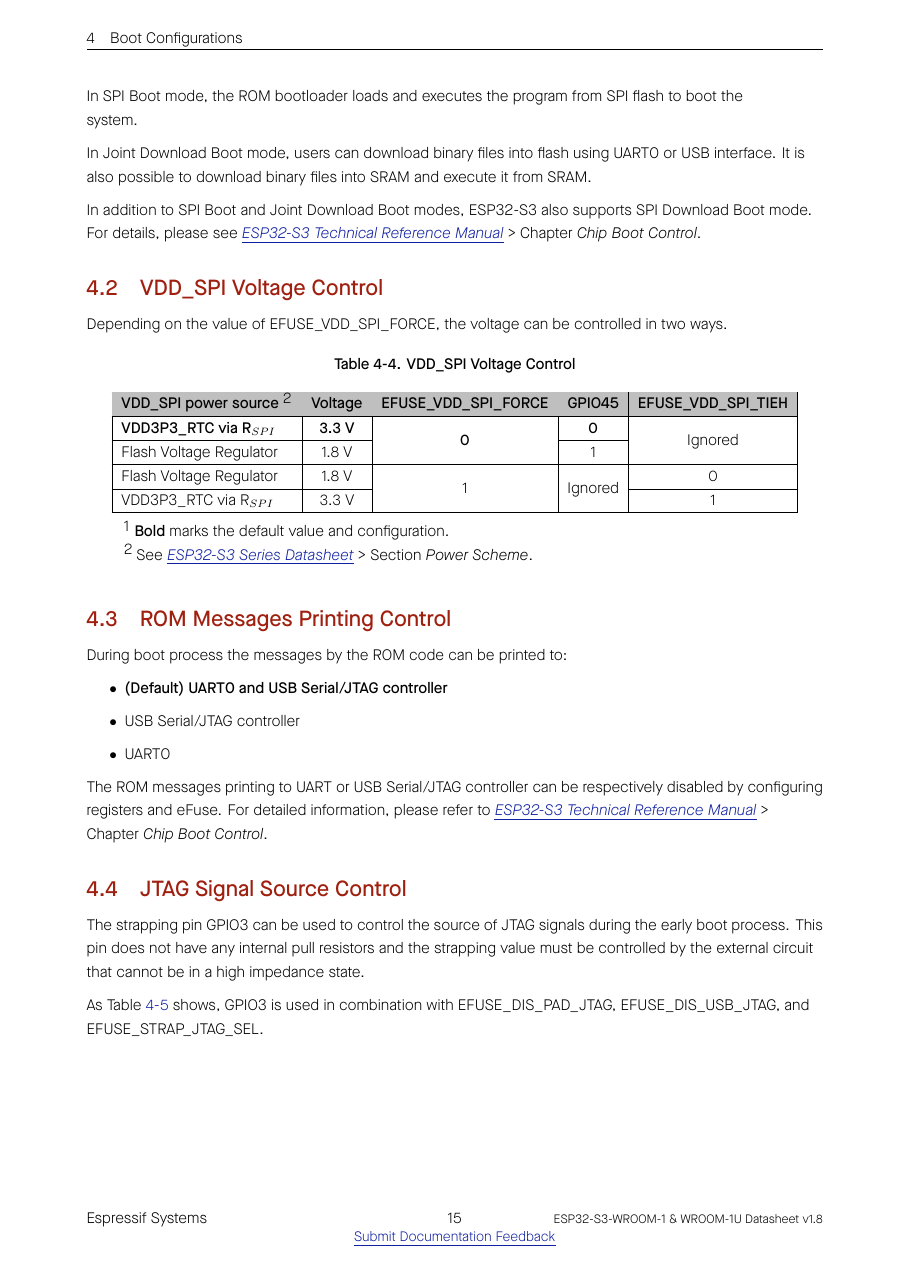 4 Boot Configurations
In SPI Boot mode, the ROM bootloader loads and executes the program from SPI flash to boot the
system.
In Joint Download Boot mode, users can download binary files into flash using UART0 or USB interface. It is
also possible to download binary files into SRAM and execute it from SRAM.
In addition to SPI Boot and Joint Download Boot modes, ESP32-S3 also supports SPI Download Boot mode.
For details, please see ESP32-S3 Technical Reference Manual > Chapter Chip Boot Control.
4.2 VDD_SPI Voltage Control
Depending on the value of EFUSE_VDD_SPI_FORCE, the voltage can be controlled in two ways.
Table 4-4. VDD_SPI Voltage Control
VDD_SPI power source 2 Voltage EFUSE_VDD_SPI_FORCE GPIO45 EFUSE_VDD_SPI_TIEH
VDD3P3_RTC via RSPI 3.3 V 0 0 Ignored
Flash Voltage Regulator 1.8 V 1
Flash Voltage Regulator 1.8 V 1 Ignored 0
VDD3P3_RTC via RSPI 3.3 V 1
1 Bold marks the default value and configuration.
2 See ESP32-S3 Series Datasheet > Section Power Scheme.
4.3 ROM Messages Printing Control
During boot process the messages by the ROM code can be printed to:
• (Default) UART0 and USB Serial/JTAG controller
• USB Serial/JTAG controller
• UART0
The ROM messages printing to UART or USB Serial/JTAG controller can be respectively disabled by configuring
registers and eFuse. For detailed information, please refer to ESP32-S3 Technical Reference Manual >
Chapter Chip Boot Control.
4.4 JTAG Signal Source Control
The strapping pin GPIO3 can be used to control the source of JTAG signals during the early boot process. This
pin does not have any internal pull resistors and the strapping value must be controlled by the external circuit
that cannot be in a high impedance state.
As Table 4-5 shows, GPIO3 is used in combination with EFUSE_DIS_PAD_JTAG, EFUSE_DIS_USB_JTAG, and
EFUSE_STRAP_JTAG_SEL.
Espressif Systems 15 ESP32-S3-WROOM-1 & WROOM-1U Datasheet v1.8
Submit Documentation Feedback